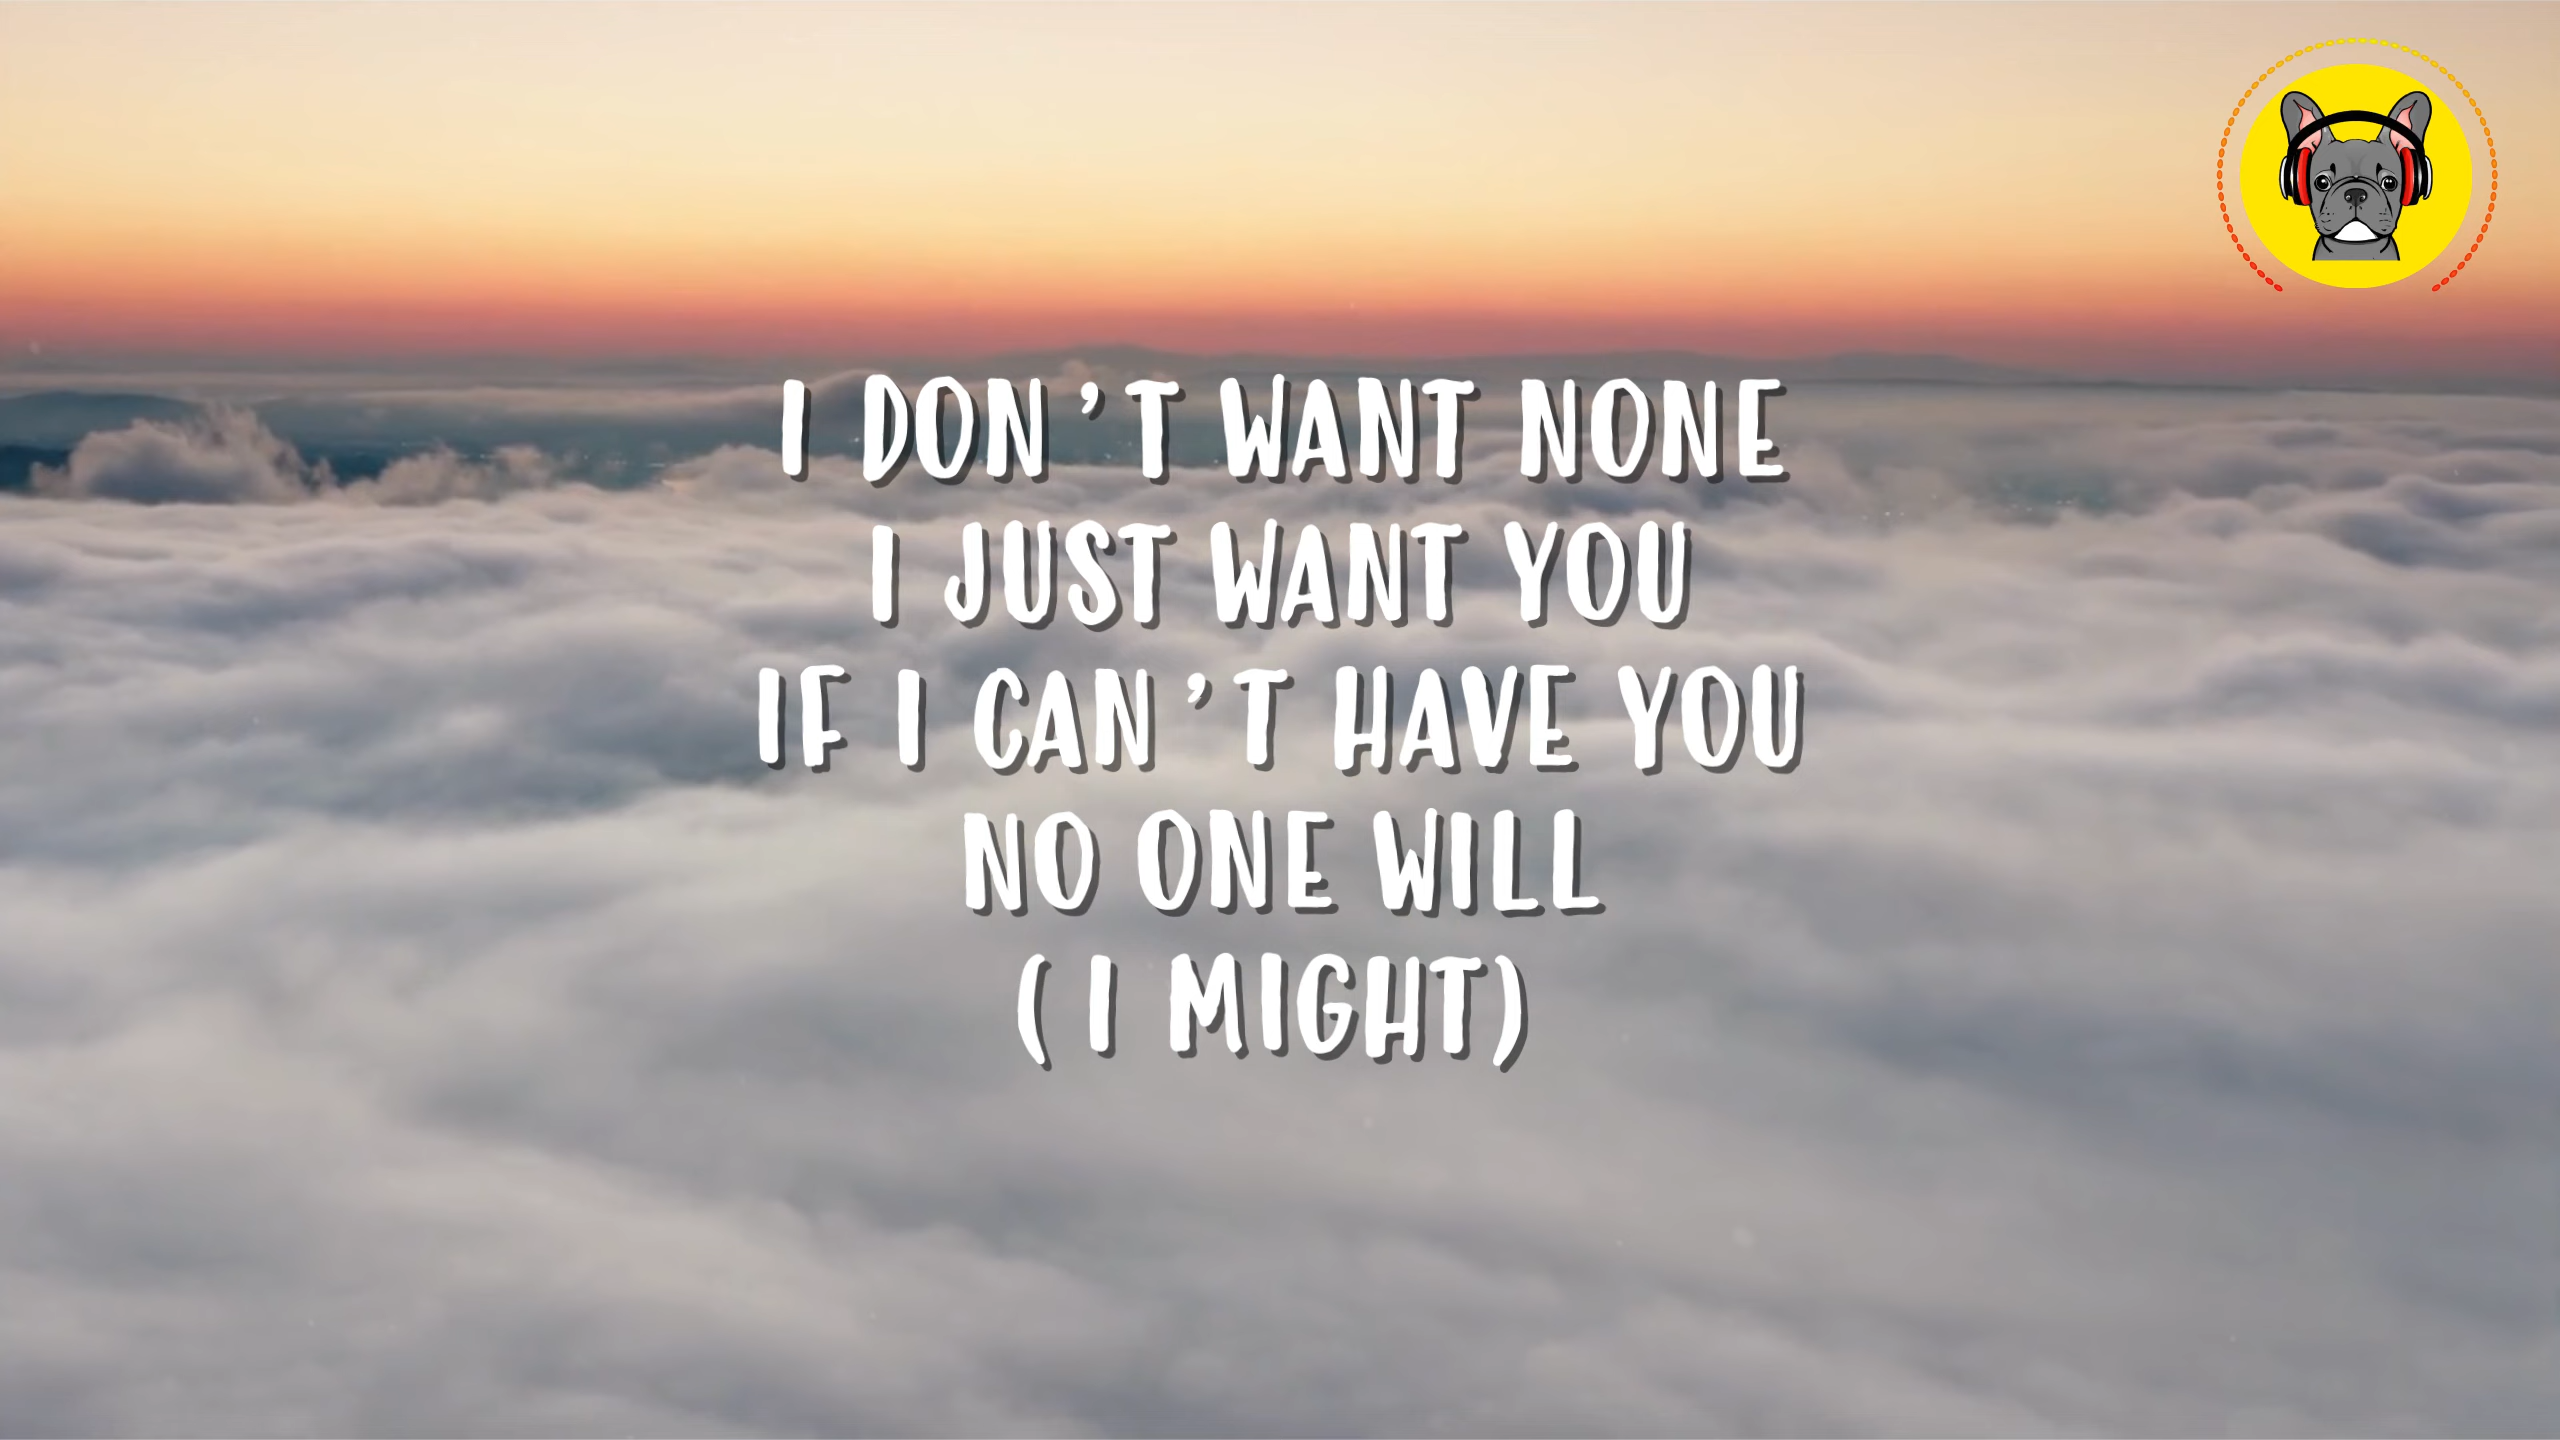 I DON'T WANT NONE
I JUST WANT YOU
IF I CAN'T HAVE YOU
NO ONE WILL
( I MIGHT)